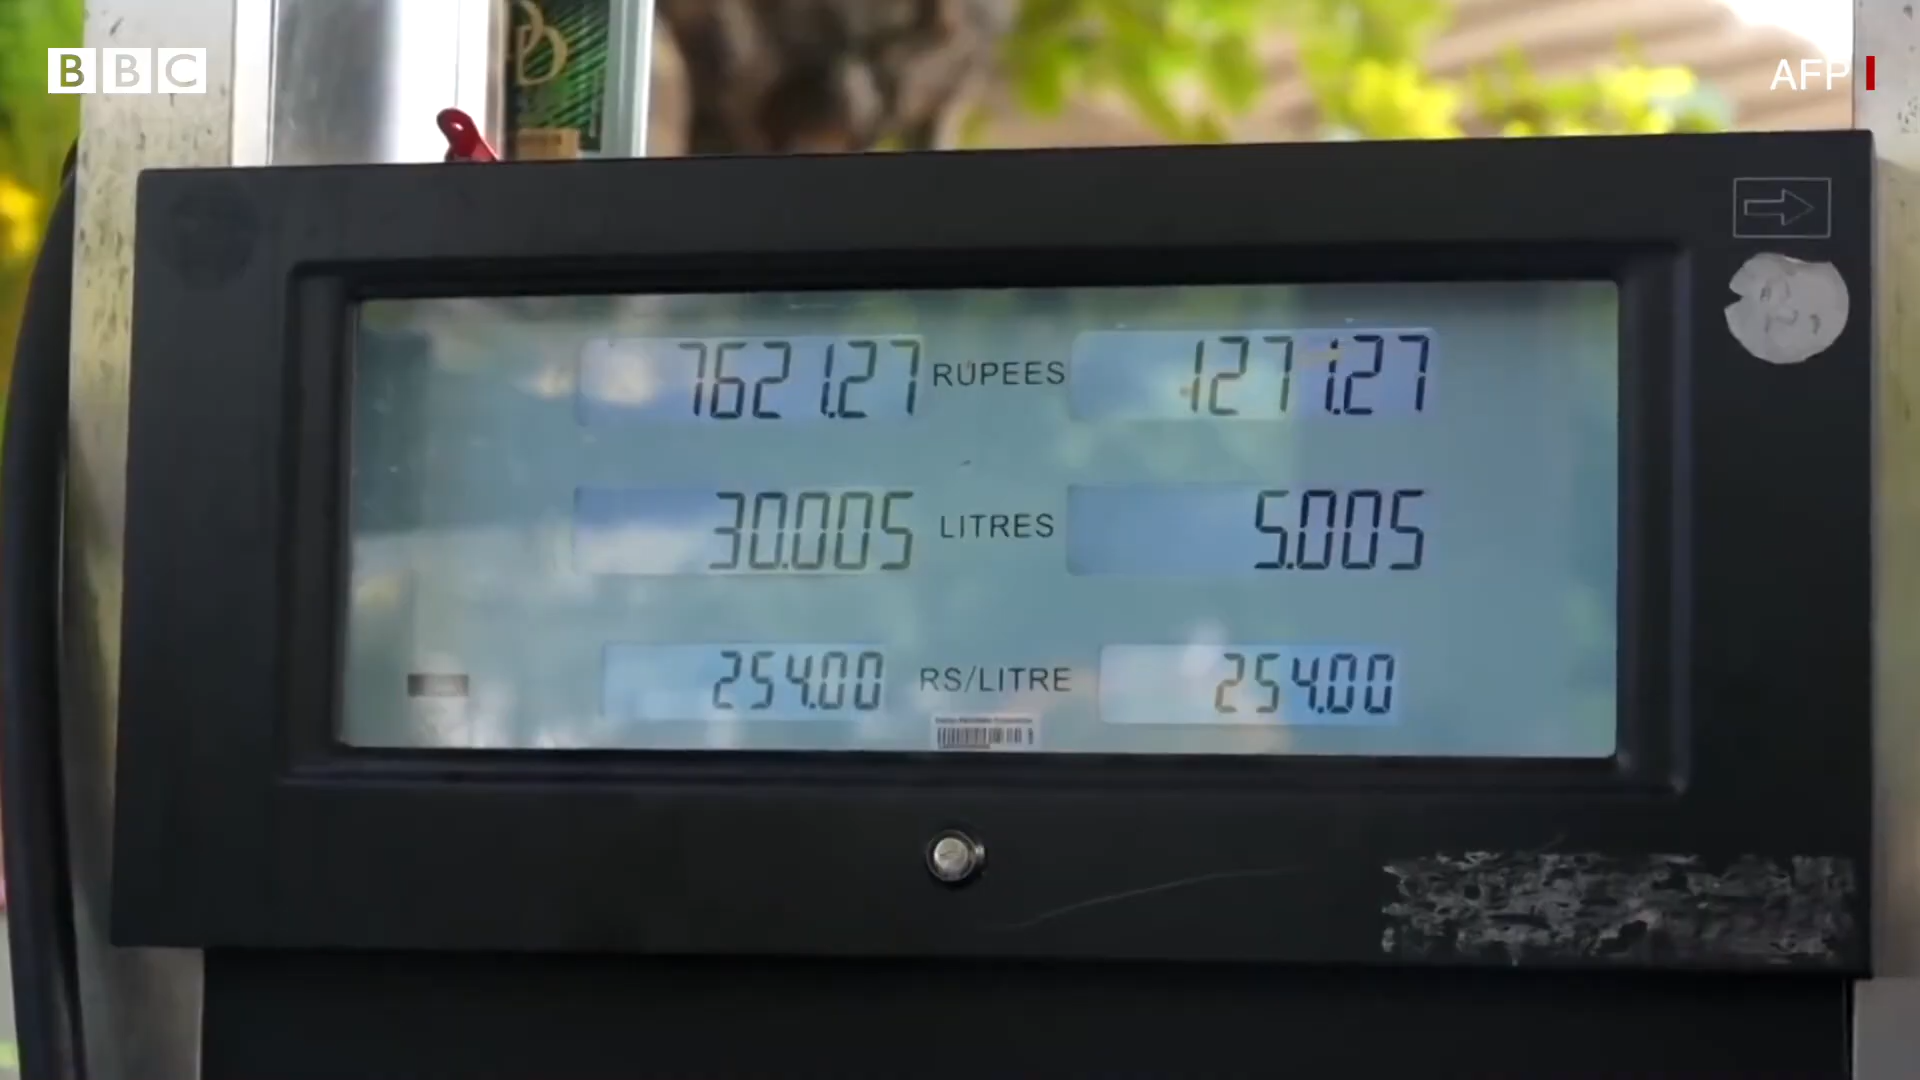 BBC
AFP
7621.27 RUPEES 1271.27
30.005 LITRES 5.005
254.00 RS/LITRE 254.00